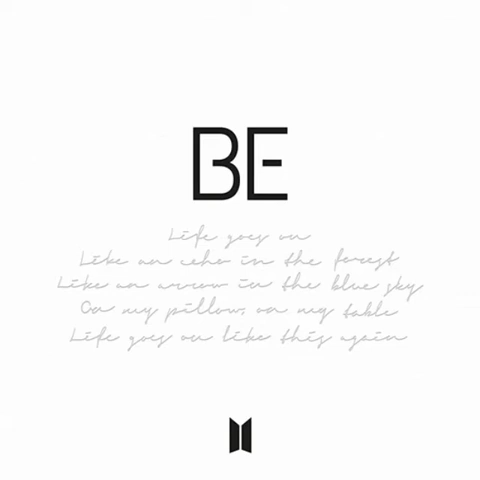 BE
Life goes on
Like an echo in the forest
Like an arrow in the blue sky
On my pillow, on my table
Life goes on like this again